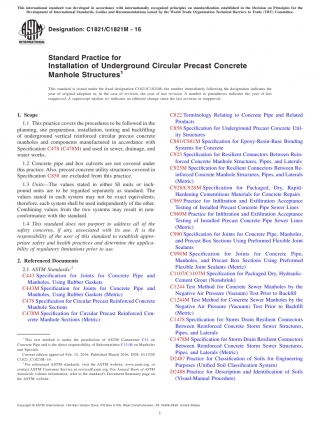 This international standard was developed in accordance with internationally recognized principles on standardization established in the Decision on Principles for the
Development of International Standards, Guides and Recommendations issued by the World Trade Organization Technical Barriers to Trade (TBT) Committee.
INTERNATIONAL
Designation: C1821/C1821M – 16
Standard Practice for
Installation of Underground Circular Precast Concrete
Manhole Structures1
This standard is issued under the fixed designation C1821/C1821M; the number immediately following the designation indicates the
year of original adoption or, in the case of revision, the year of last revision. A number in parentheses indicates the year of last
reapproval. A superscript epsilon (ε) indicates an editorial change since the last revision or reapproval.
1. Scope
1.1 This practice covers the procedures to be followed in the
planning, site preparation, installation, testing and backfilling
of underground vertical reinforced circular precast concrete
manholes and components manufactured in accordance with
Specification C478 (C478M) and used in sewer, drainage, and
water works.
1.2 Concrete pipe and box culverts are not covered under
this practice. Also, precast concrete utility structures covered in
Specification C858 are excluded from this practice.
1.3 Units—The values stated in either SI units or inch-
pound units are to be regarded separately as standard. The
values stated in each system may not be exact equivalents;
therefore, each system shall be used independently of the other.
Combining values from the two systems may result in non-
conformance with the standard.
1.4 This standard does not purport to address all of the
safety concerns, if any, associated with its use. It is the
responsibility of the user of this standard to establish appro-
priate safety and health practices and determine the applica-
bility of regulatory limitations prior to use.
2. Referenced Documents
2.1 ASTM Standards:2
C443 Specification for Joints for Concrete Pipe and
Manholes, Using Rubber Gaskets
C443M Specification for Joints for Concrete Pipe and
Manholes, Using Rubber Gaskets (Metric)
C478 Specification for Circular Precast Reinforced Concrete
Manhole Sections
C478M Specification for Circular Precast Reinforced Con-
crete Manhole Sections (Metric)
1 This test method is under the jurisdiction of ASTM Committee C13 on
Concrete Pipe and is the direct responsibility of Subcommittee C13.06 on Manholes
and Specials.
Current edition approved Feb. 15, 2016. Published March 2016. DOI: 10.1520/
C1821_C1821M–16.
2 For referenced ASTM standards, visit the ASTM website, www.astm.org, or
contact ASTM Customer Service at service@astm.org. For Annual Book of ASTM
Standards volume information, refer to the standard's Document Summary page on
the ASTM website.
C822 Terminology Relating to Concrete Pipe and Related
Products
C858 Specification for Underground Precast Concrete Util-
ity Structures
C881/C881M Specification for Epoxy-Resin-Base Bonding
Systems for Concrete
C923 Specification for Resilient Connectors Between Rein-
forced Concrete Manhole Structures, Pipes, and Laterals
C923M Specification for Resilient Connectors Between Re-
inforced Concrete Manhole Structures, Pipes, and Laterals
(Metric)
C928/C928M Specification for Packaged, Dry, Rapid-
Hardening Cementitious Materials for Concrete Repairs
C969 Practice for Infiltration and Exfiltration Acceptance
Testing of Installed Precast Concrete Pipe Sewer Lines
C969M Practice for Infiltration and Exfiltration Acceptance
Testing of Installed Precast Concrete Pipe Sewer Lines
(Metric)
C990 Specification for Joints for Concrete Pipe, Manholes,
and Precast Box Sections Using Preformed Flexible Joint
Sealants
C990M Specification for Joints for Concrete Pipe,
Manholes, and Precast Box Sections Using Preformed
Flexible Joint Sealants (Metric)
C1107/C1107M Specification for Packaged Dry, Hydraulic-
Cement Grout (Nonshrink)
C1244 Test Method for Concrete Sewer Manholes by the
Negative Air Pressure (Vacuum) Test Prior to Backfill
C1244M Test Method for Concrete Sewer Manholes by the
Negative Air Pressure (Vacuum) Test Prior to Backfill
(Metric)
C1478 Specification for Storm Drain Resilient Connectors
Between Reinforced Concrete Storm Sewer Structures,
Pipes, and Laterals
C1478M Specification for Storm Drain Resilient Connectors
Between Reinforced Concrete Storm Sewer Structures,
Pipes, and Laterals (Metric)
D2487 Practice for Classification of Soils for Engineering
Purposes (Unified Soil Classification System)
D2488 Practice for Description and Identification of Soils
(Visual-Manual Procedure)
Copyright © ASTM International, 100 Barr Harbor Drive, PO Box C700, West Conshohocken, PA 19428-2959. United States
1